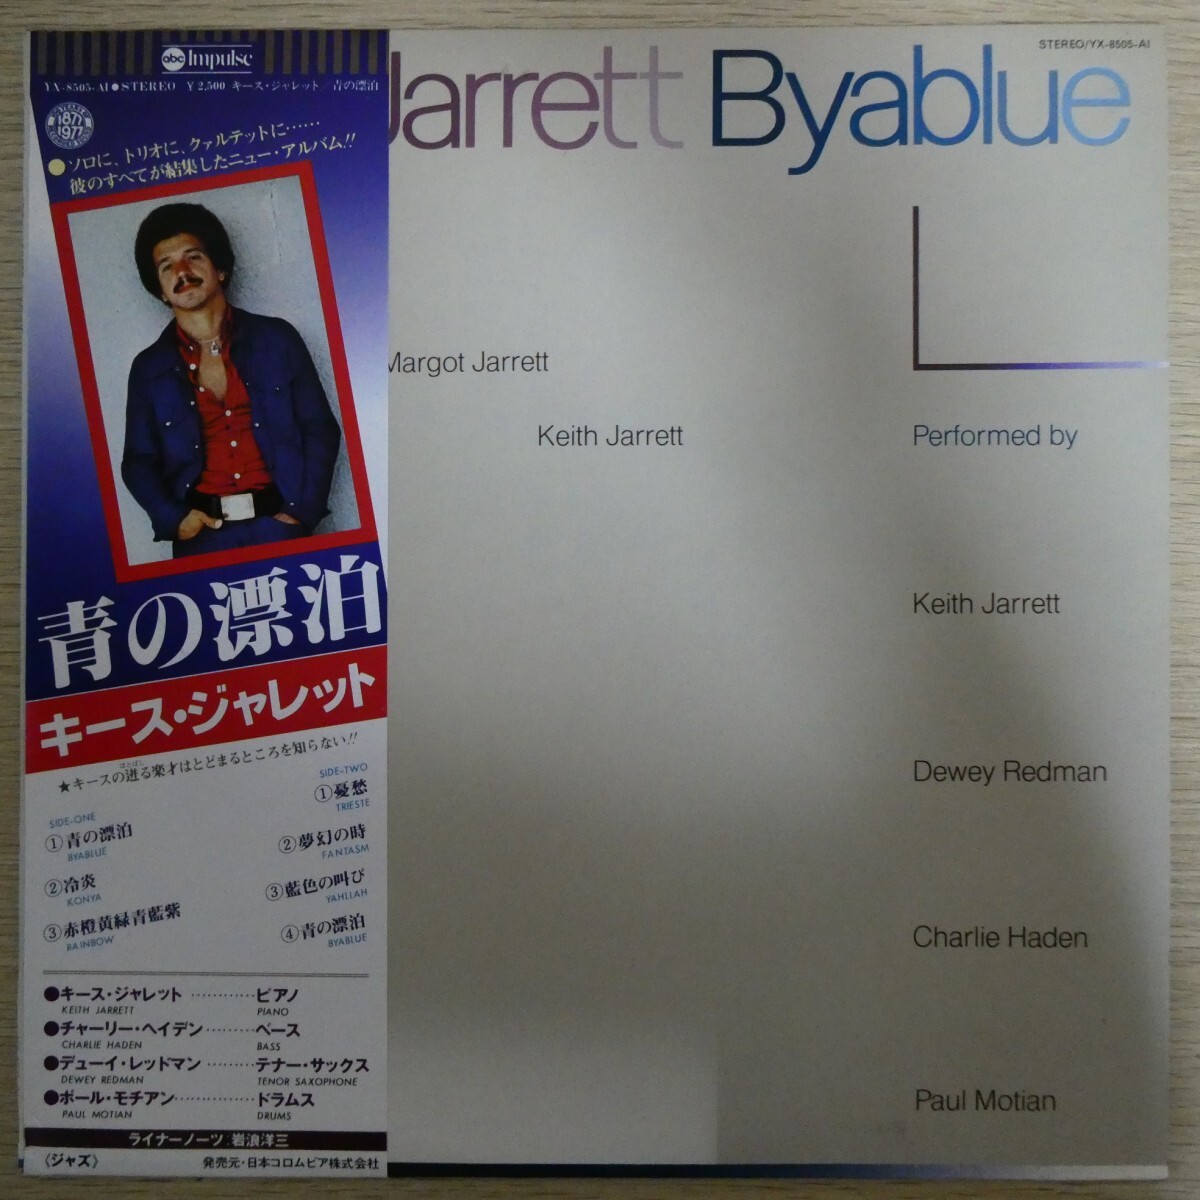 abc Impulse
YX-8505-AI●STEREO ¥2,500 キース・ジャレット/青の漂泊
1877
1977
●ソロに、トリオに、クァルテットに……
彼のすべてが結集したニュー・アルバム!!
青の漂泊
キース・ジャレット
★キースの迸る楽才はとどまるところを知らない!!
ほとばし
SIDE-ONE
①青の漂泊
BYABLUE
②冷炎
KONYA
③赤橙黄緑青藍紫
RAINBOW
SIDE-TWO
①憂愁
TRIESTE
②夢幻の時
FANTASM
③藍色の叫び
YAHLLAH
④青の漂泊
BYABLUE
●キース・ジャレット…………ピアノ
KEITH JARRETT PIANO
●チャーリー・ヘイデン………ベース
CHARLIE HADEN BASS
●デューイ・レッドマン………テナー・サックス
DEWEY REDMAN TENOR SAXOPHONE
●ポール・モチアン……………ドラムス
PAUL MOTIAN DRUMS
ライナーノーツ:岩浪洋三
〈ジャズ〉 発売元・日本コロムビア株式会社
STEREO/YX-8505-AI
Jarrett Byablue
Margot Jarrett
Keith Jarrett
Performed by
Keith Jarrett
Dewey Redman
Charlie Haden
Paul Motian